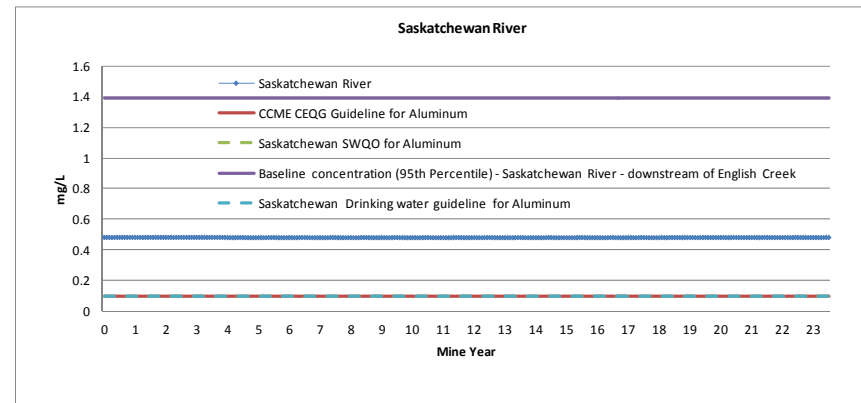 Saskatchewan River
1.6
1.4
1.2
1
0.8
0.6
0.4
0.2
0
mg/L
Saskatchewan River
CCME CEQG Guideline for Aluminum
Saskatchewan SWQO for Aluminum
Baseline concentration (95th Percentile) - Saskatchewan River - downstream of English Creek
Saskatchewan Drinking water guideline for Aluminum
0 1 2 3 4 5 6 7 8 9 10 11 12 13 14 15 16 17 18 19 20 21 22 23
Mine Year